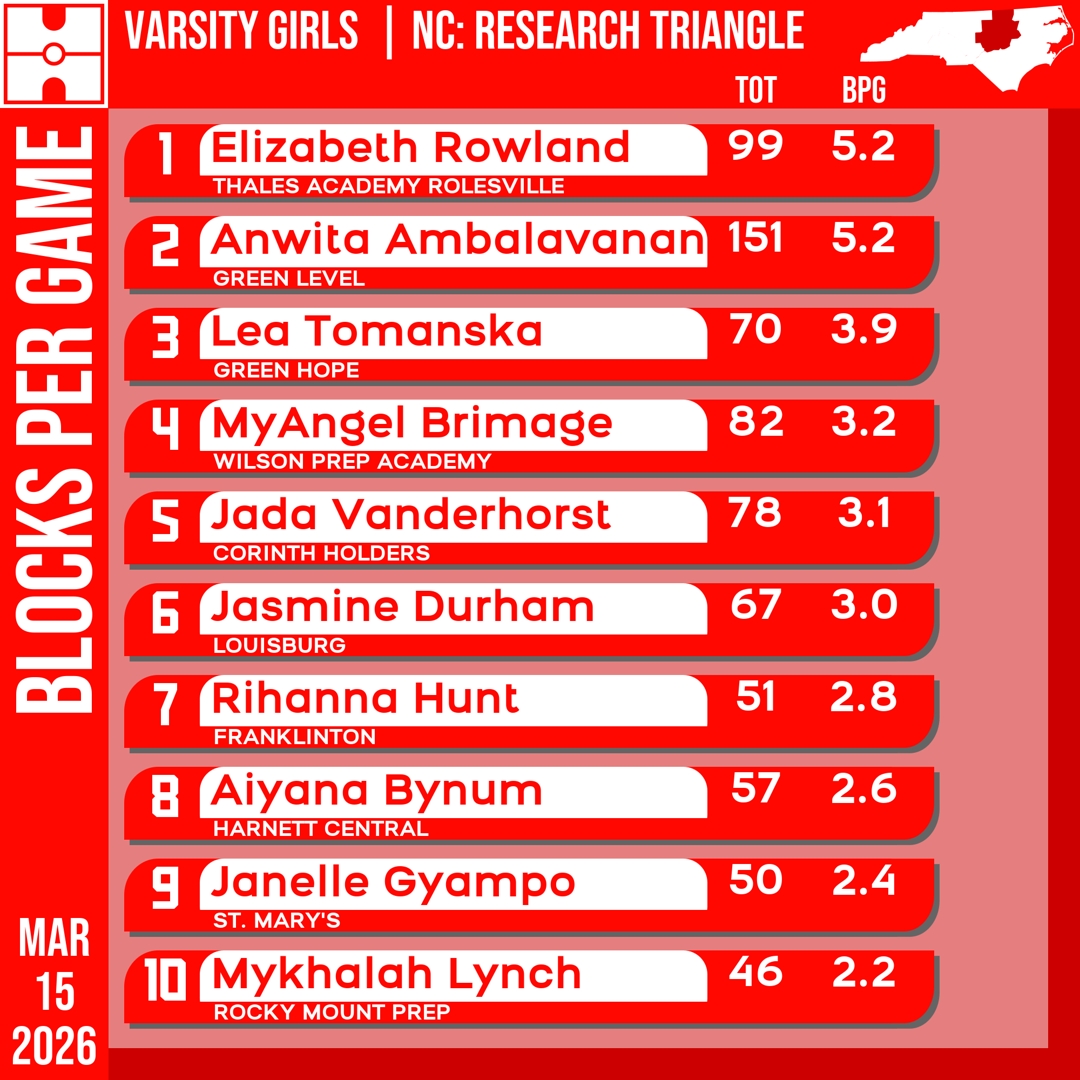 VARSITY GIRLS | NC: RESEARCH TRIANGLE
TOT BPG
BLOCKS PER GAME
1 Elizabeth Rowland 99 5.2
THALES ACADEMY ROLESVILLE
2 Anwita Ambalavanan 151 5.2
GREEN LEVEL
3 Lea Tomanska 70 3.9
GREEN HOPE
4 MyAngel Brimage 82 3.2
WILSON PREP ACADEMY
5 Jada Vanderhorst 78 3.1
CORINTH HOLDERS
6 Jasmine Durham 67 3.0
LOUISBURG
7 Rihanna Hunt 51 2.8
FRANKLINTON
8 Aiyana Bynum 57 2.6
HARNETT CENTRAL
9 Janelle Gyampo 50 2.4
ST. MARY'S
10 Mykhalah Lynch 46 2.2
ROCKY MOUNT PREP
MAR
15
2026